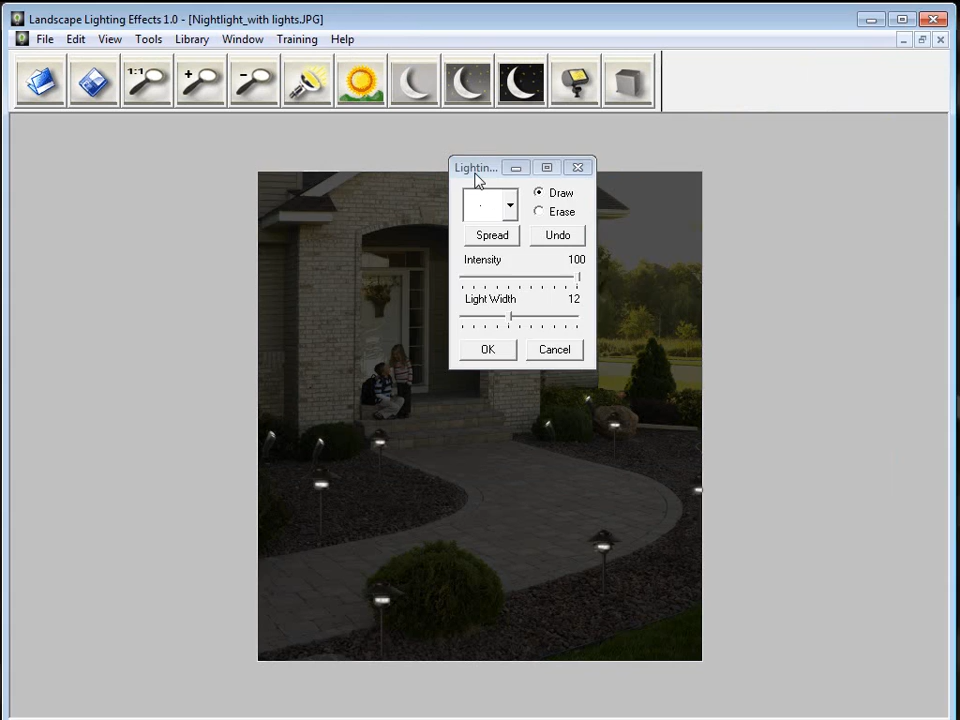 Landscape Lighting Effects 1.0 - [Nightlight_with lights.JPG]
File Edit View Tools Library Window Training Help
1:1
Lightin...
Draw
Erase
Spread Undo
Intensity 100
Light Width 12
OK Cancel